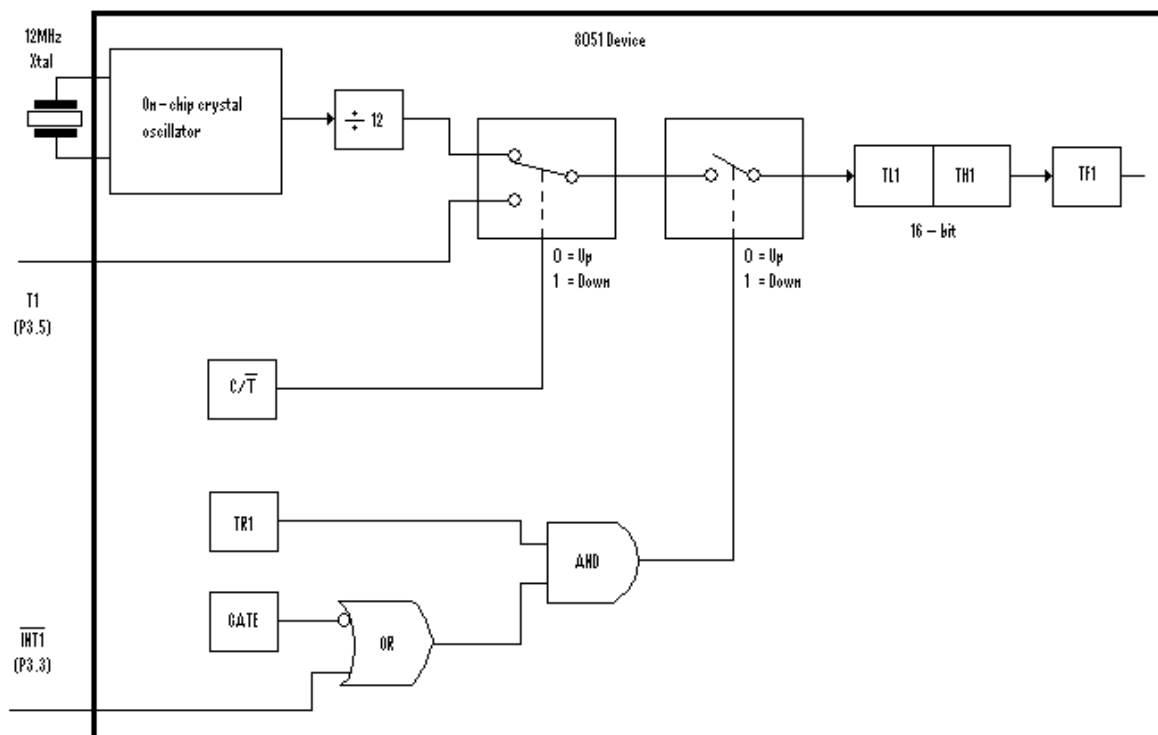 12MHz
Xtal
8051 Device
On-chip crystal
oscillator
÷ 12
TL1
TH1
TF1
16 - bit
0 = Up
1 = Down
0 = Up
1 = Down
T1
(P3.5)
C/T̅
TR1
AND
GATE
OR
I̅N̅T̅1̅
(P3.3)